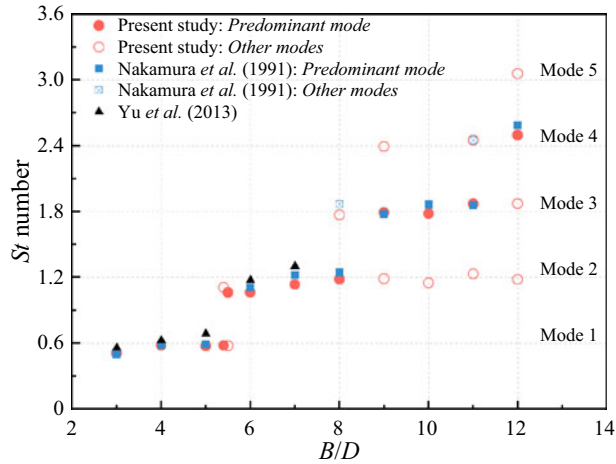 3.6
3.0
2.4
1.8
1.2
0.6
0
St number
Present study: Predominant mode
Present study: Other modes
Nakamura et al. (1991): Predominant mode
Nakamura et al. (1991): Other modes
Yu et al. (2013)
Mode 5
Mode 4
Mode 3
Mode 2
Mode 1
2 4 6 8 10 12 14
B/D